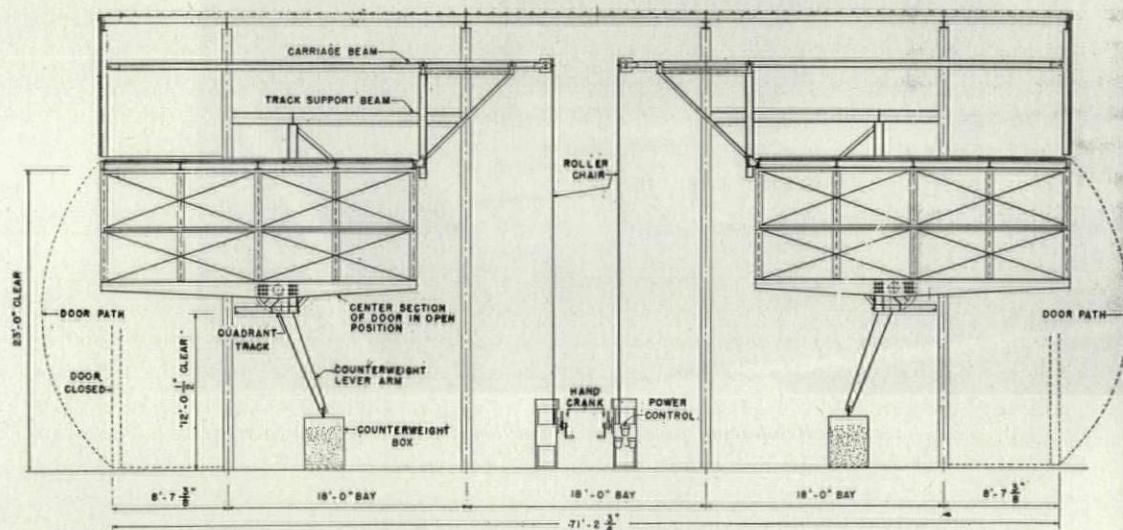 CARRIAGE BEAM
TRACK SUPPORT BEAM
ROLLER
CHAIR
23'-0" CLEAR
DOOR PATH
DOOR
CLOSED
12'-0 1/2" CLEAR
QUADRANT
TRACK
CENTER SECTION
OF DOOR IN OPEN
POSITION
COUNTERWEIGHT
LEVER ARM
COUNTERWEIGHT
BOX
HAND
CRANK
POWER
CONTROL
DOOR PATH
8'-7 3/8"
18'-0" BAY
18'-0" BAY
18'-0" BAY
8'-7 3/8"
71'-2 3/4"